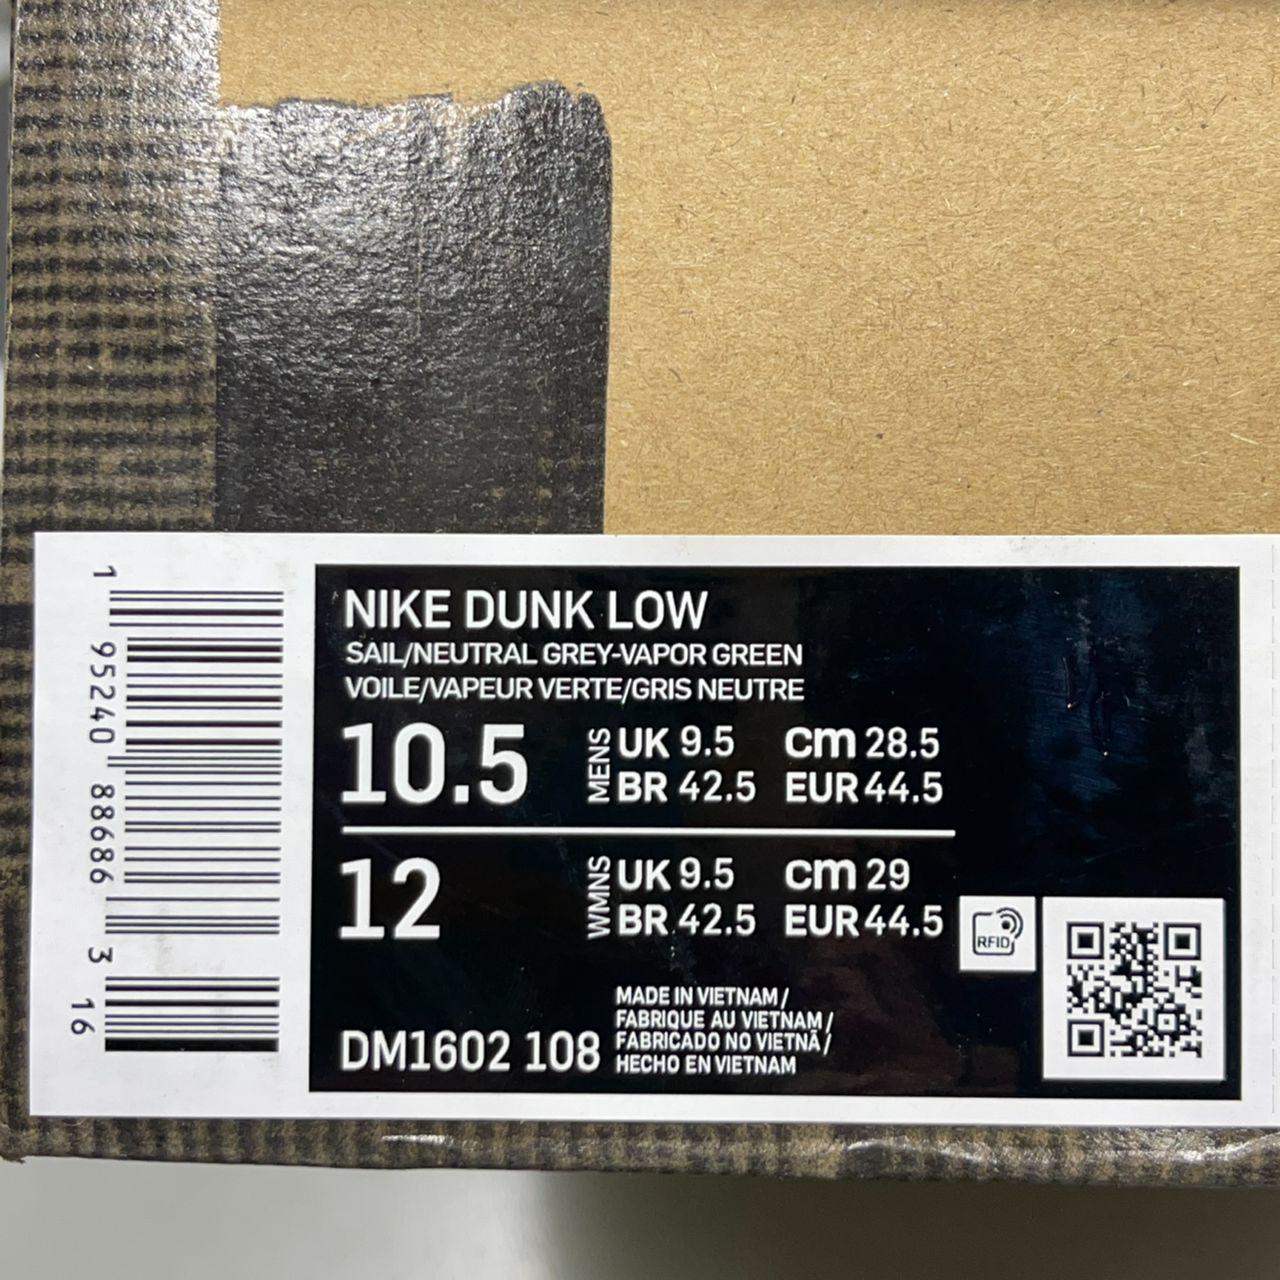 1 95240 88686 3 16
NIKE DUNK LOW
SAIL/NEUTRAL GREY-VAPOR GREEN
VOILE/VAPEUR VERTE/GRIS NEUTRE
10.5 MENS UK 9.5 cm 28.5
BR 42.5 EUR 44.5
12 WMNS UK 9.5 cm 29
BR 42.5 EUR 44.5
RFID
DM1602 108
MADE IN VIETNAM /
FABRIQUE AU VIETNAM /
FABRICADO NO VIETNÃ /
HECHO EN VIETNAM